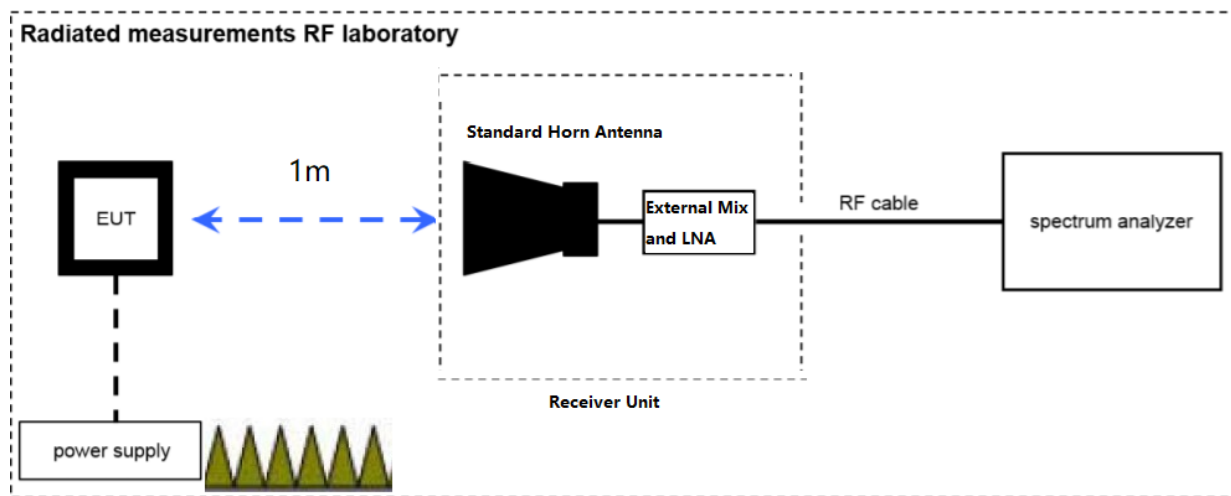 Radiated measurements RF laboratory
Standard Horn Antenna
1m
EUT
External Mix
and LNA
RF cable
spectrum analyzer
Receiver Unit
power supply